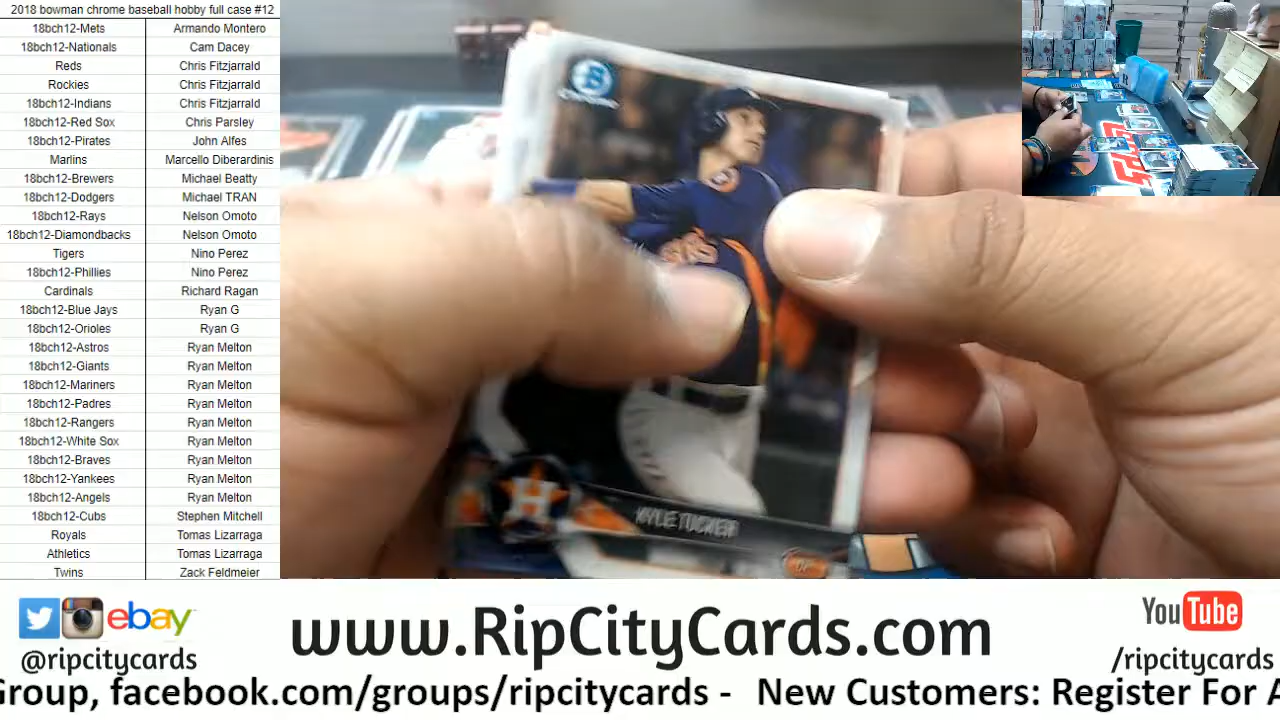 2018 bowman chrome baseball hobby full case #12
18bch12-Mets Armando Montero
18bch12-Nationals Cam Dacey
Reds Chris Fitzjarrald
Rockies Chris Fitzjarrald
18bch12-Indians Chris Fitzjarrald
18bch12-Red Sox Chris Parsley
18bch12-Pirates John Alfes
Marlins Marcello Diberardinis
18bch12-Brewers Michael Beatty
18bch12-Dodgers Michael TRAN
18bch12-Rays Nelson Omoto
18bch12-Diamondbacks Nelson Omoto
Tigers Nino Perez
18bch12-Phillies Nino Perez
Cardinals Richard Ragan
18bch12-Blue Jays Ryan G
18bch12-Orioles Ryan G
18bch12-Astros Ryan Melton
18bch12-Giants Ryan Melton
18bch12-Mariners Ryan Melton
18bch12-Padres Ryan Melton
18bch12-Rangers Ryan Melton
18bch12-White Sox Ryan Melton
18bch12-Braves Ryan Melton
18bch12-Yankees Ryan Melton
18bch12-Angels Ryan Melton
18bch12-Cubs Stephen Mitchell
Royals Tomas Lizarraga
Athletics Tomas Lizarraga
Twins Zack Feldmeier
KYLE TUCKER
ebay
@ripcitycards
www.RipCityCards.com
YouTube
/ripcitycards
Group, facebook.com/groups/ripcitycards - New Customers: Register For